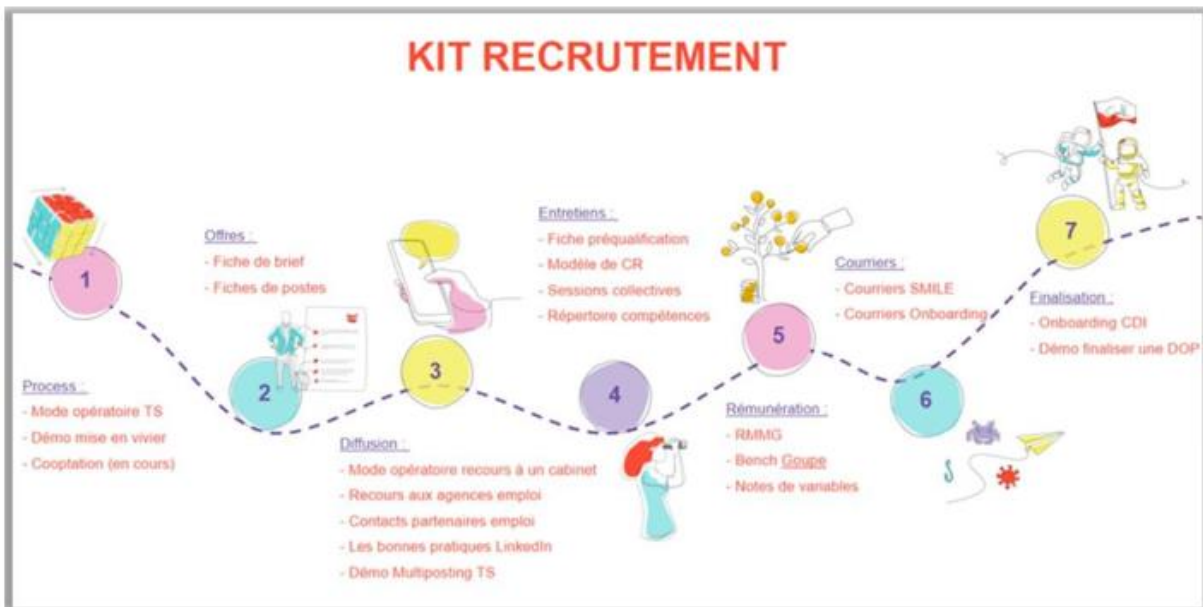 KIT RECRUTEMENT
1
Process :
- Mode opératoire TS
- Démo mise en vivier
- Cooptation (en cours)
Offres :
- Fiche de brief
- Fiches de postes
2
3
Diffusion :
- Mode opératoire recours à un cabinet
- Recours aux agences emploi
- Contacts partenaires emploi
- Les bonnes pratiques LinkedIn
- Démo Multiposting TS
Entretiens :
- Fiche préqualification
- Modèle de CR
- Sessions collectives
- Répertoire compétences
4
5
Rémunération :
- RMMG
- Bench Goupe
- Notes de variables
Courriers :
- Courriers SMILE
- Courriers Onboarding
6
7
Finalisation :
- Onboarding CDI
- Démo finaliser une DOP